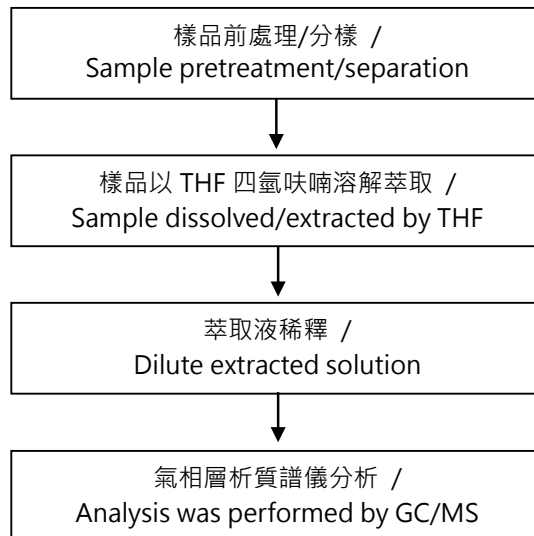 樣品前處理/分樣 /
Sample pretreatment/separation
樣品以 THF 四氫呋喃溶解萃取 /
Sample dissolved/extracted by THF
萃取液稀釋 /
Dilute extracted solution
氣相層析質譜儀分析 /
Analysis was performed by GC/MS